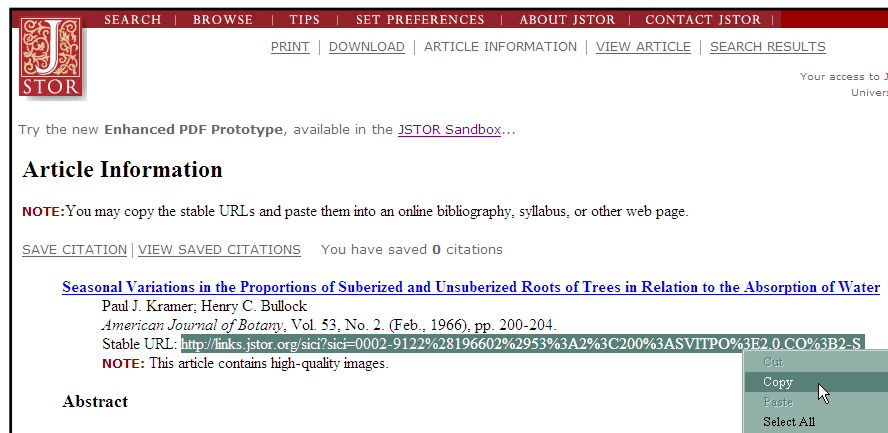 SEARCH | BROWSE | TIPS | SET PREFERENCES | ABOUT JSTOR | CONTACT JSTOR |
J
JSTOR
PRINT | DOWNLOAD | ARTICLE INFORMATION | VIEW ARTICLE | SEARCH RESULTS
Your access to J
Univers
Try the new Enhanced PDF Prototype, available in the JSTOR Sandbox...
Article Information
NOTE:You may copy the stable URLs and paste them into an online bibliography, syllabus, or other web page.
SAVE CITATION | VIEW SAVED CITATIONS You have saved 0 citations
Seasonal Variations in the Proportions of Suberized and Unsuberized Roots of Trees in Relation to the Absorption of Water
Paul J. Kramer; Henry C. Bullock
American Journal of Botany, Vol. 53, No. 2. (Feb., 1966), pp. 200-204.
Stable URL: http://links.jstor.org/sici?sici=0002-9122%28196602%2953%3A2%3C200%3ASVITPO%3E2.0.CO%3B2-S
NOTE: This article contains high-quality images.
Cut
Copy
Paste
Select All
Abstract